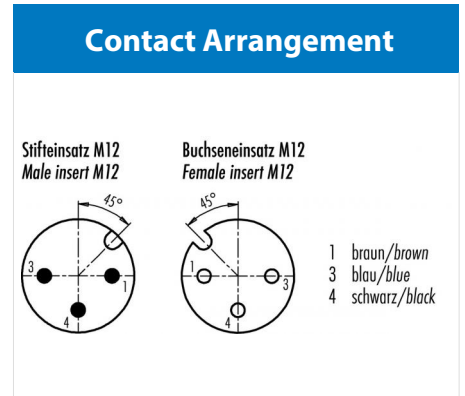 Contact Arrangement
Stifteinsatz M12
Male insert M12
45°
3
1
4
Buchseneinsatz M12
Female insert M12
45°
1
3
4
1 braun/brown
3 blau/blue
4 schwarz/black